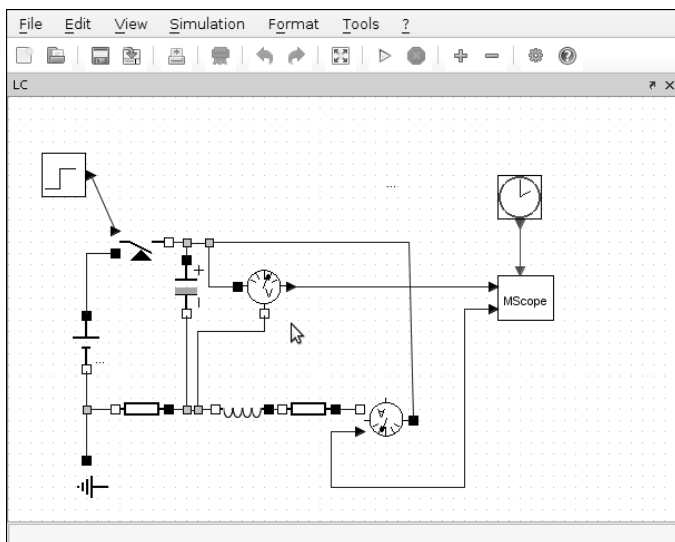 File Edit View Simulation Format Tools ?
LC
...
+
V
MScope
...
A